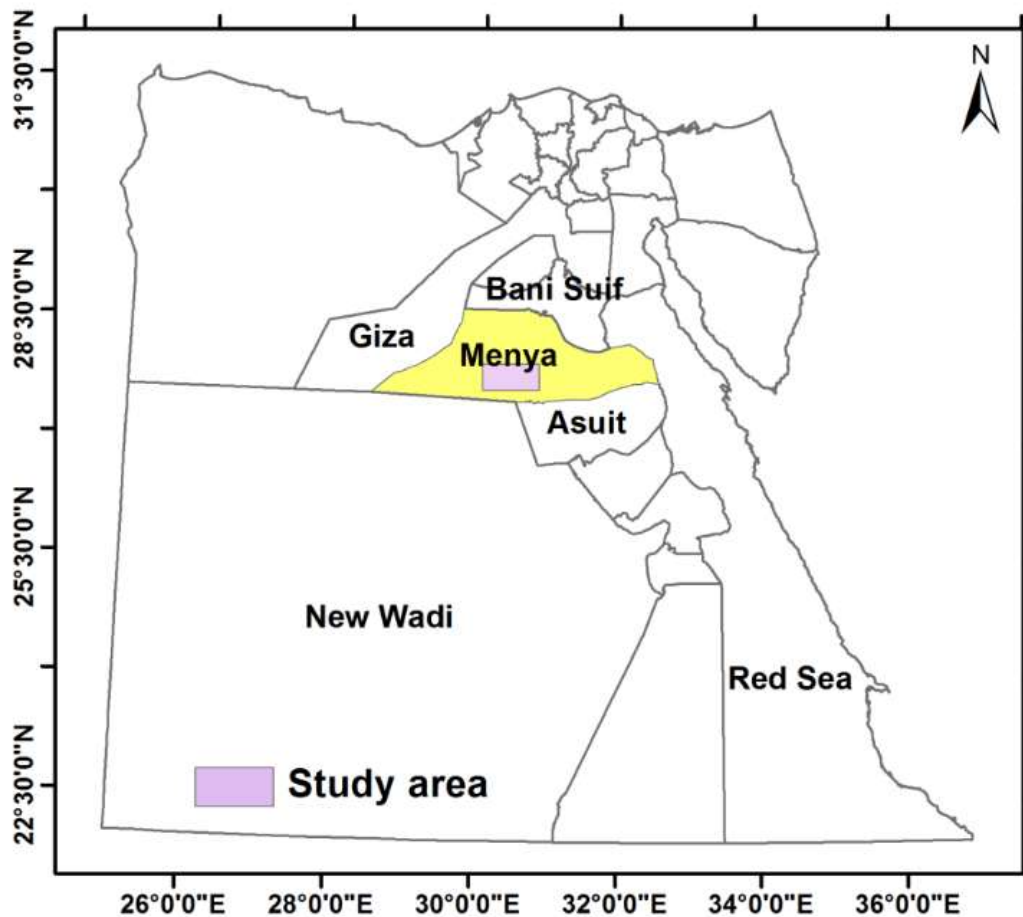 N
31°30'0"N
28°30'0"N
25°30'0"N
22°30'0"N
Bani Suif
Giza
Menya
Asuit
New Wadi
Red Sea
Study area
26°0'0"E
28°0'0"E
30°0'0"E
32°0'0"E
34°0'0"E
36°0'0"E